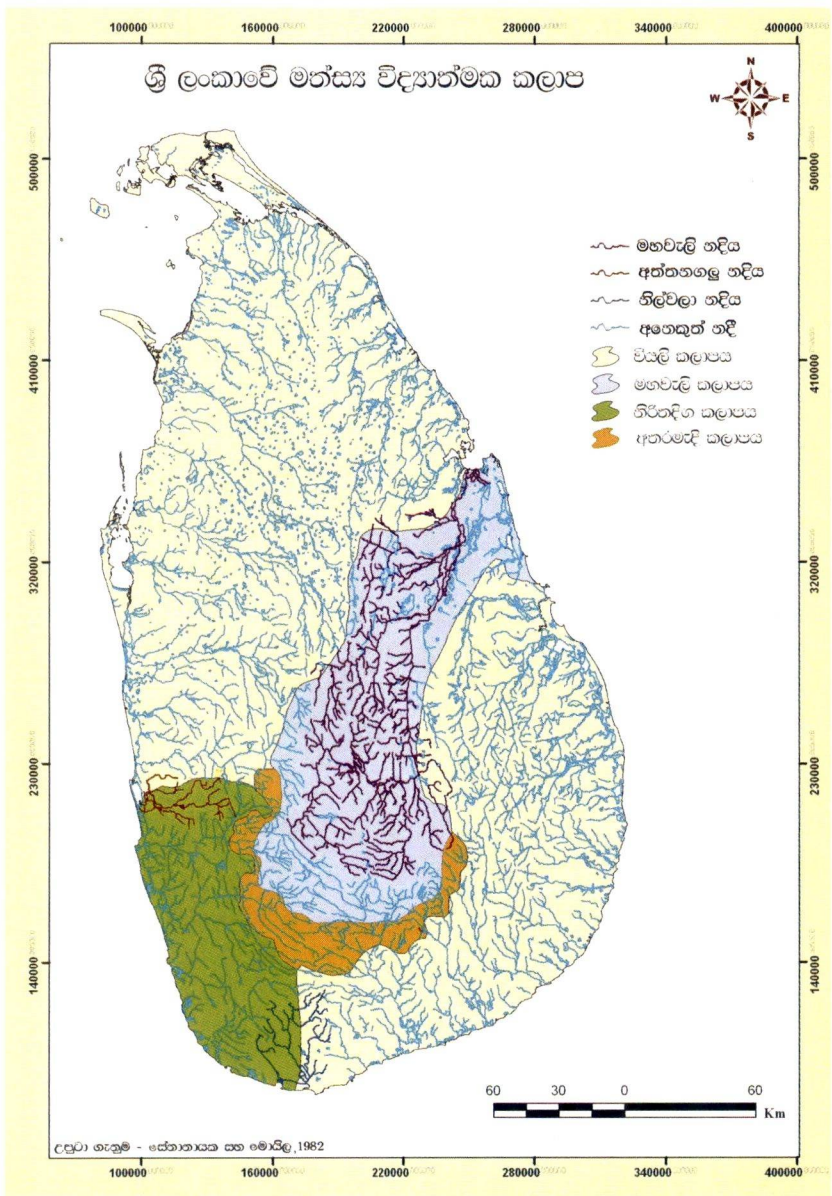 100000 160000 220000 280000 340000 400000
ශ්‍රී ලංකාවේ මත්ස්‍ය විද්‍යාත්මක කලාප
N
W E
S
500000 500000
මහවැලි නදිය
අත්තනගලු නදිය
නිල්වලා නදිය
අනෙකුත් නදී
වියලි කලාපය
410000 410000
මහවැලි කලාපය
නිරිතදිග කලාපය
අතරමැදි කලාපය
320000 320000
230000 230000
140000 140000
60 30 0 60
Km
උපුටා ගැනුම - සේනානායක සහ මොයිල ,1982
100000 160000 220000 280000 340000 400000